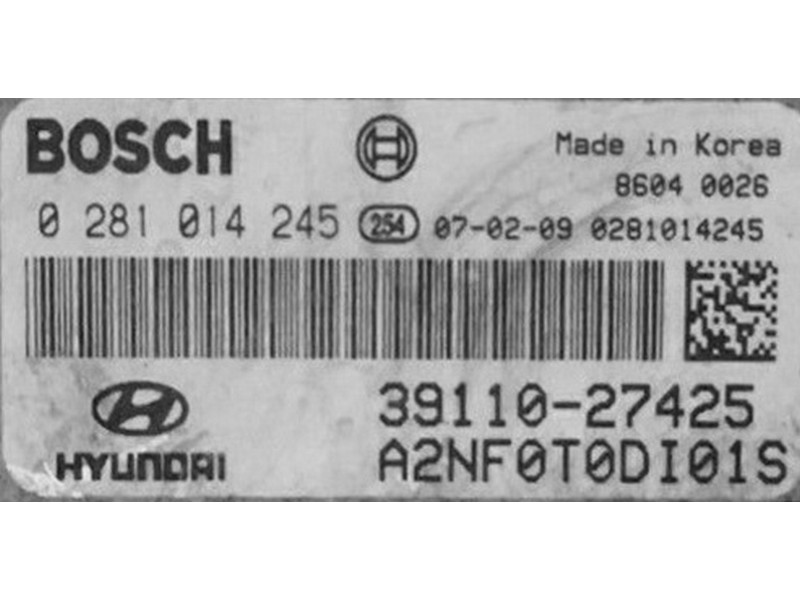 BOSCH
Made in Korea
8604 0026
0 281 014 245 254 07-02-09 0281014245
39110-27425
HYUNDAI A2NF0T0DI01S